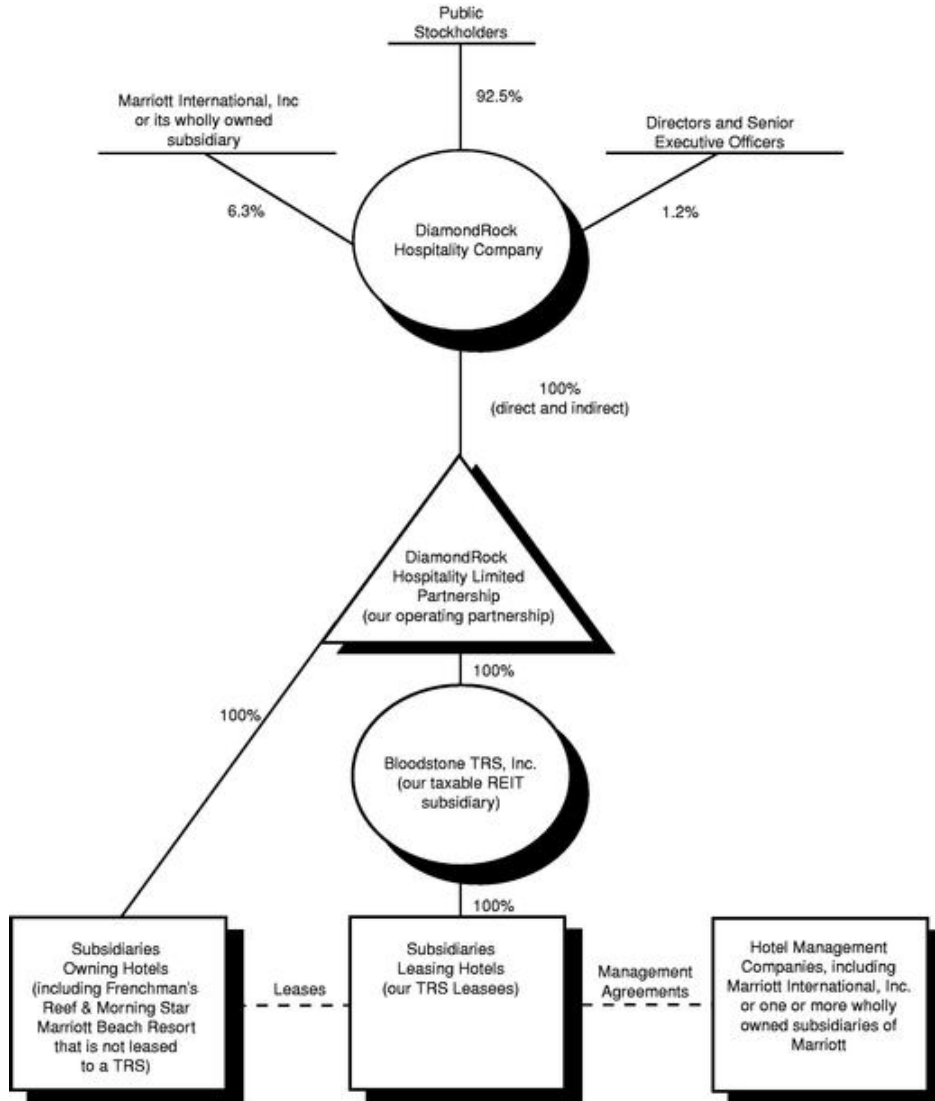 Public
Stockholders
92.5%
Marriott International, Inc
or its wholly owned
subsidiary
Directors and Senior
Executive Officers
6.3%
1.2%
DiamondRock
Hospitality Company
100%
(direct and indirect)
DiamondRock
Hospitality Limited
Partnership
(our operating partnership)
100%
100%
Bloodstone TRS, Inc.
(our taxable REIT
subsidiary)
100%
Subsidiaries
Owning Hotels
(including Frenchman's
Reef & Morning Star
Marriott Beach Resort
that is not leased
to a TRS)
Leases
Subsidiaries
Leasing Hotels
(our TRS Leasees)
Management
Agreements
Hotel Management
Companies, including
Marriott International, Inc.
or one or more wholly
owned subsidiaries of
Marriott